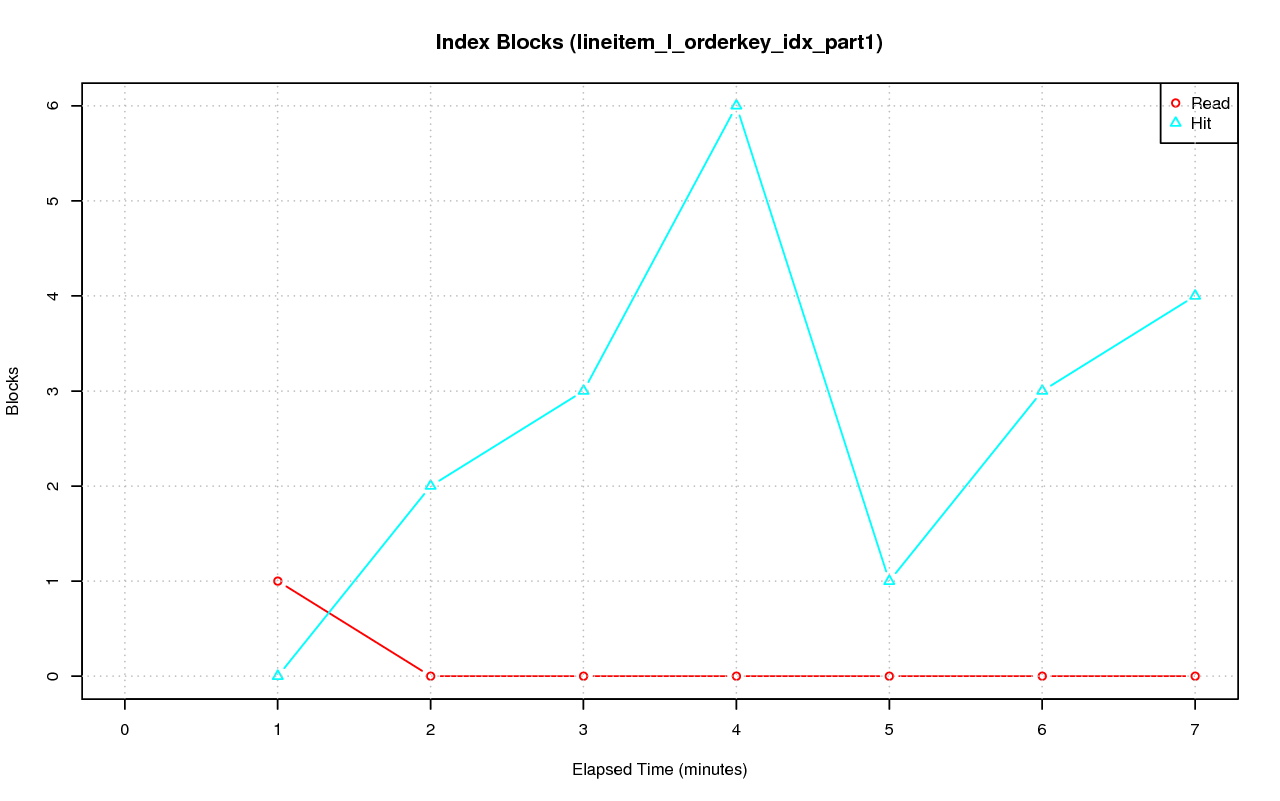 Index Blocks (lineitem_l_orderkey_idx_part1)
Read
Hit
6
5
4
3
2
1
0
Blocks
0 1 2 3 4 5 6 7
Elapsed Time (minutes)